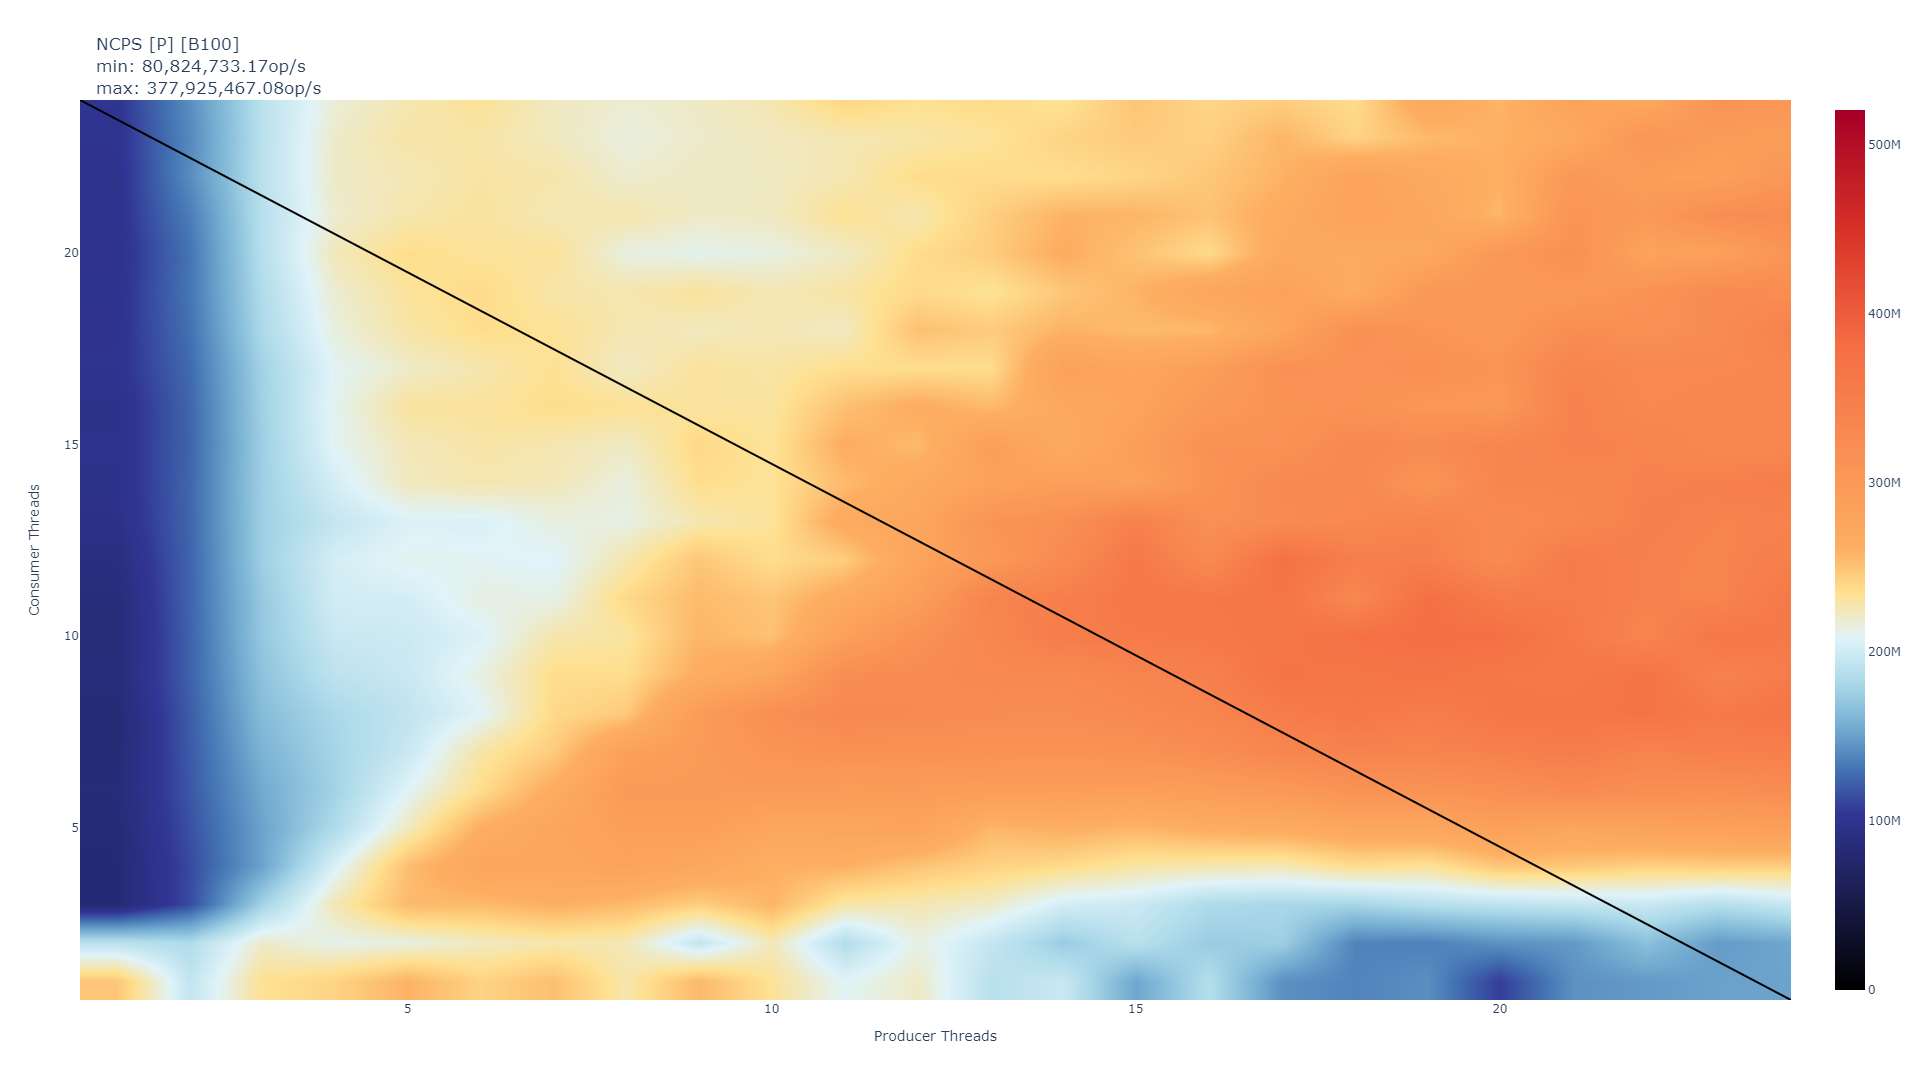 NCPS [P] [B100]
min: 80,824,733.17op/s
max: 377,925,467.08op/s
500M
400M
300M
200M
100M
0
20
15
10
5
Consumer Threads
5
10
15
20
Producer Threads